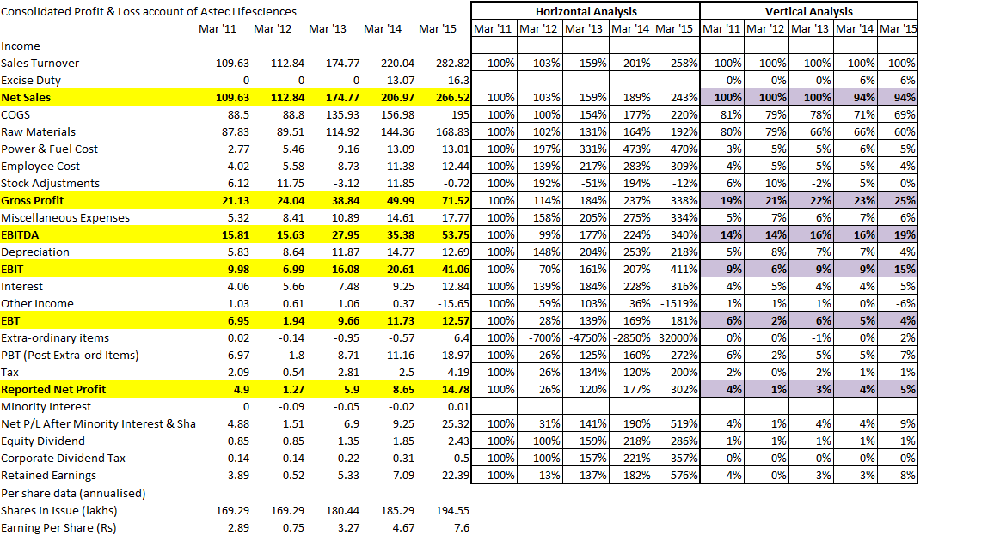 Consolidated Profit & Loss account of Astec Lifesciences Horizontal Analysis Vertical Analysis
Mar '11 Mar '12 Mar '13 Mar '14 Mar '15 Mar '11 Mar '12 Mar '13 Mar '14 Mar '15 Mar '11 Mar '12 Mar '13 Mar '14 Mar '15
Income
Sales Turnover 109.63 112.84 174.77 220.04 282.82 100% 103% 159% 201% 258% 100% 100% 100% 100% 100%
Excise Duty 0 0 0 13.07 16.3 0% 0% 0% 6% 6%
Net Sales 109.63 112.84 174.77 206.97 266.52 100% 103% 159% 189% 243% 100% 100% 100% 94% 94%
COGS 88.5 88.8 135.93 156.98 195 100% 100% 154% 177% 220% 81% 79% 78% 71% 69%
Raw Materials 87.83 89.51 114.92 144.36 168.83 100% 102% 131% 164% 192% 80% 79% 66% 66% 60%
Power & Fuel Cost 2.77 5.46 9.16 13.09 13.01 100% 197% 331% 473% 470% 3% 5% 5% 6% 5%
Employee Cost 4.02 5.58 8.73 11.38 12.44 100% 139% 217% 283% 309% 4% 5% 5% 5% 4%
Stock Adjustments 6.12 11.75 -3.12 11.85 -0.72 100% 192% -51% 194% -12% 6% 10% -2% 5% 0%
Gross Profit 21.13 24.04 38.84 49.99 71.52 100% 114% 184% 237% 338% 19% 21% 22% 23% 25%
Miscellaneous Expenses 5.32 8.41 10.89 14.61 17.77 100% 158% 205% 275% 334% 5% 7% 6% 7% 6%
EBITDA 15.81 15.63 27.95 35.38 53.75 100% 99% 177% 224% 340% 14% 14% 16% 16% 19%
Depreciation 5.83 8.64 11.87 14.77 12.69 100% 148% 204% 253% 218% 5% 8% 7% 7% 4%
EBIT 9.98 6.99 16.08 20.61 41.06 100% 70% 161% 207% 411% 9% 6% 9% 9% 15%
Interest 4.06 5.66 7.48 9.25 12.84 100% 139% 184% 228% 316% 4% 5% 4% 4% 5%
Other Income 1.03 0.61 1.06 0.37 -15.65 100% 59% 103% 36% -1519% 1% 1% 1% 0% -6%
EBT 6.95 1.94 9.66 11.73 12.57 100% 28% 139% 169% 181% 6% 2% 6% 5% 4%
Extra-ordinary items 0.02 -0.14 -0.95 -0.57 6.4 100% -700% -4750% -2850% 32000% 0% 0% -1% 0% 2%
PBT (Post Extra-ord Items) 6.97 1.8 8.71 11.16 18.97 100% 26% 125% 160% 272% 6% 2% 5% 5% 7%
Tax 2.09 0.54 2.81 2.5 4.19 100% 26% 134% 120% 200% 2% 0% 2% 1% 1%
Reported Net Profit 4.9 1.27 5.9 8.65 14.78 100% 26% 120% 177% 302% 4% 1% 3% 4% 5%
Minority Interest 0 -0.09 -0.05 -0.02 0.01
Net P/L After Minority Interest & Sha 4.88 1.51 6.9 9.25 25.32 100% 31% 141% 190% 519% 4% 1% 4% 4% 9%
Equity Dividend 0.85 0.85 1.35 1.85 2.43 100% 100% 159% 218% 286% 1% 1% 1% 1% 1%
Corporate Dividend Tax 0.14 0.14 0.22 0.31 0.5 100% 100% 157% 221% 357% 0% 0% 0% 0% 0%
Retained Earnings 3.89 0.52 5.33 7.09 22.39 100% 13% 137% 182% 576% 4% 0% 3% 3% 8%
Per share data (annualised)
Shares in issue (lakhs) 169.29 169.29 180.44 185.29 194.55
Earning Per Share (Rs) 2.89 0.75 3.27 4.67 7.6